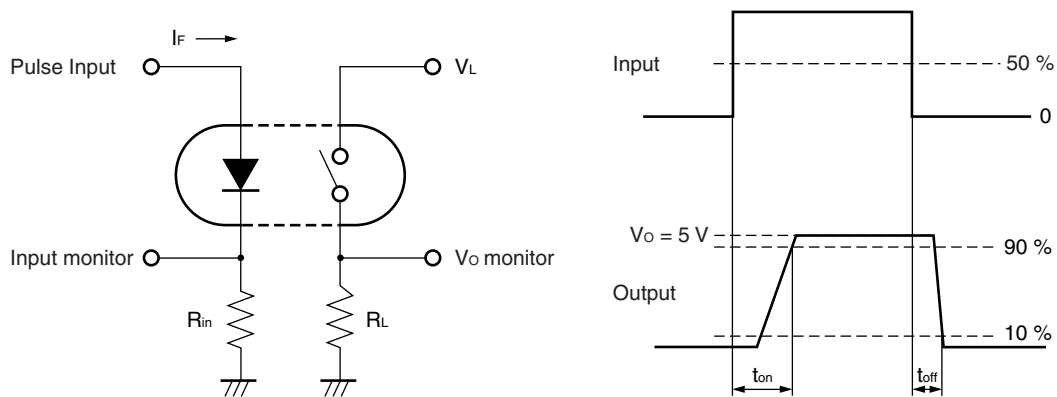 IF
Pulse Input
VL
Input monitor
VO monitor
Rin
RL
Input
50 %
0
VO = 5 V
90 %
Output
10 %
ton
toff